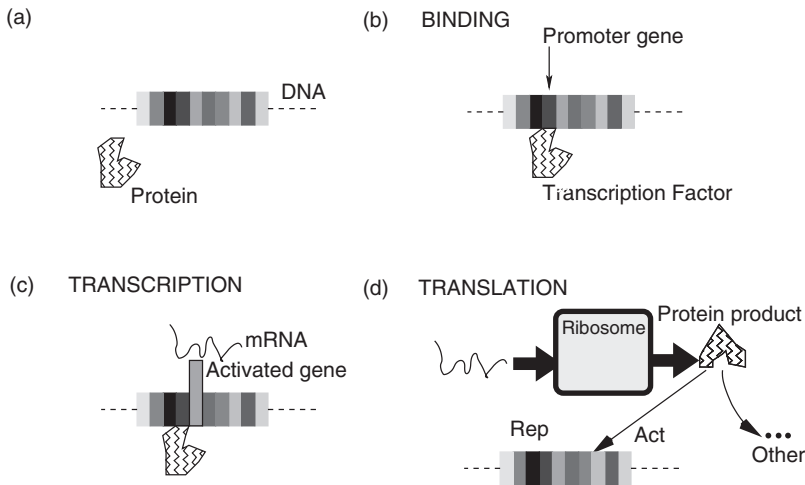 (a)
DNA
Protein
(b) BINDING
Promoter gene
Transcription Factor
(c) TRANSCRIPTION
mRNA
Activated gene
(d) TRANSLATION
Protein product
Ribosome
Rep
Act
Other